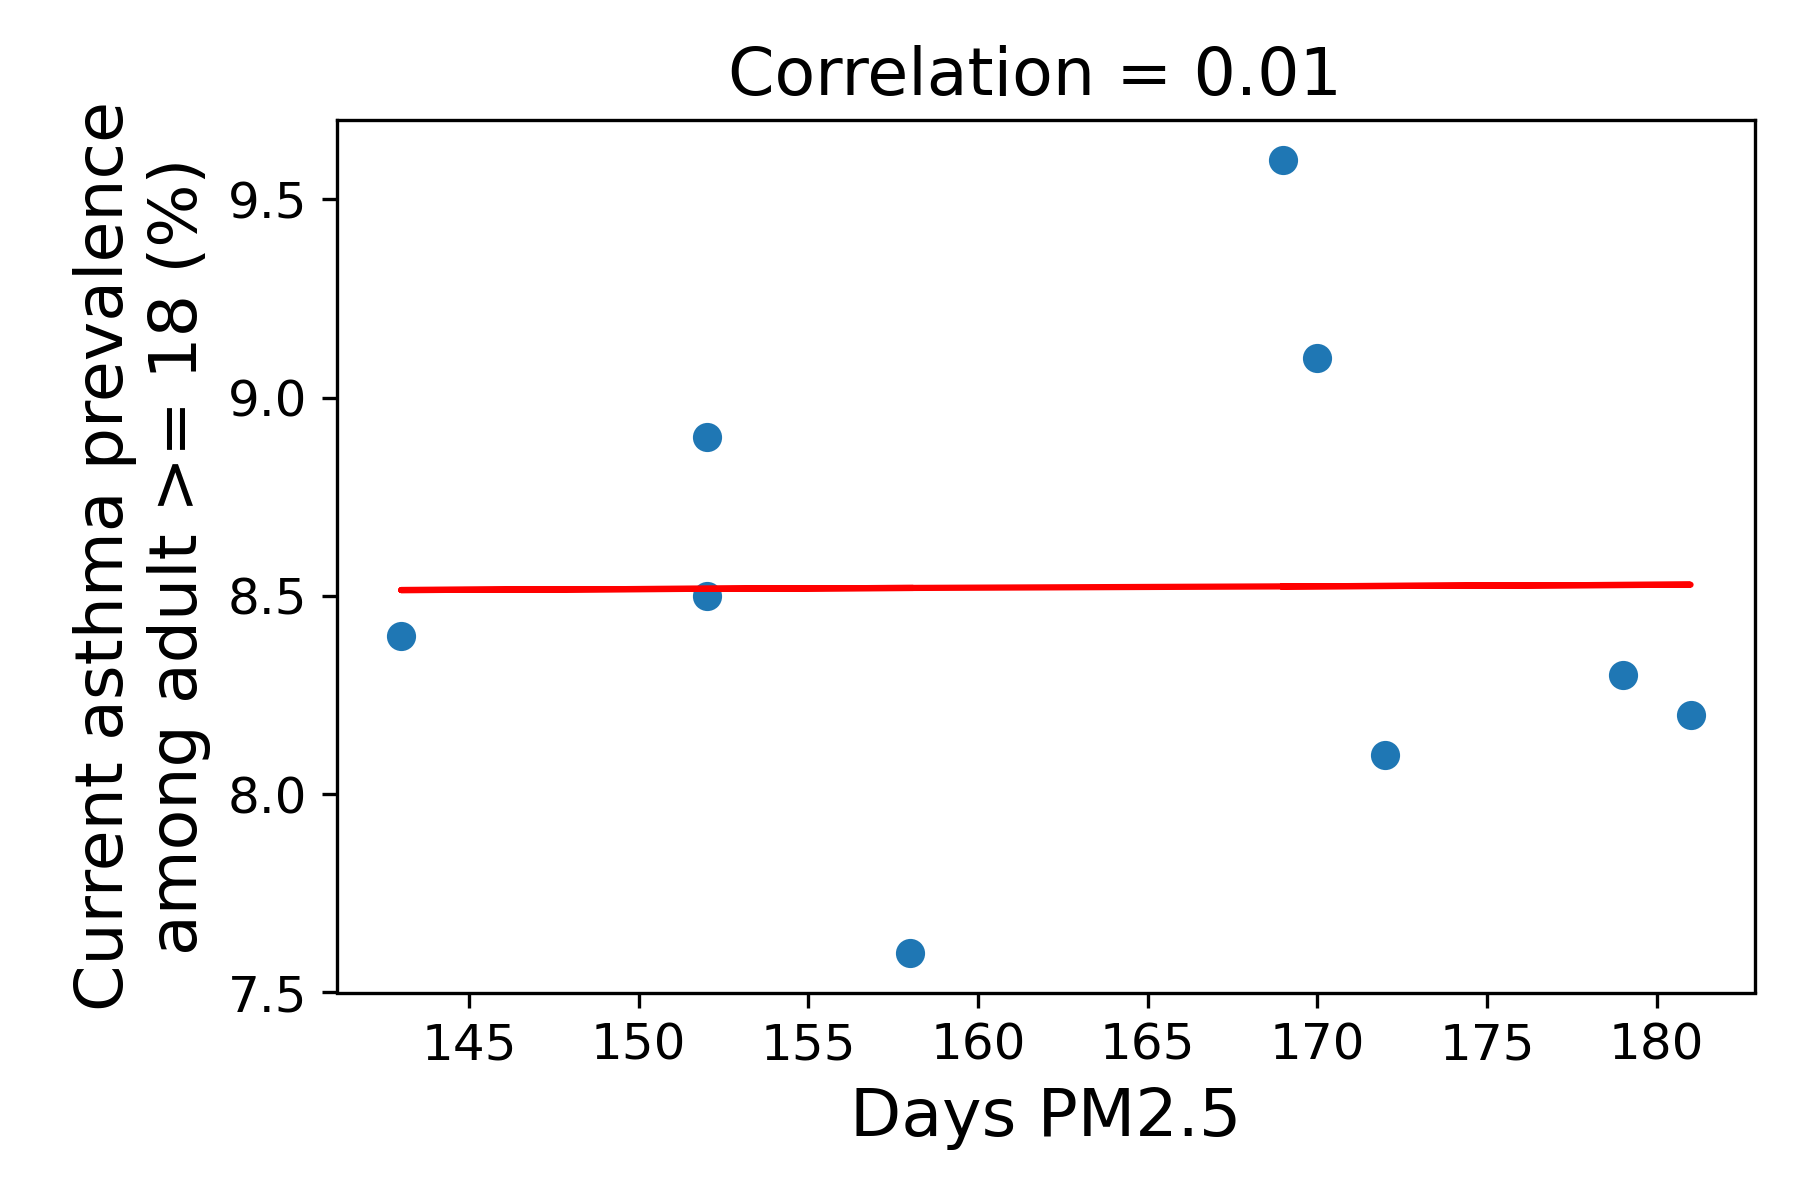 Correlation = 0.01
Current asthma prevalence
among adult >= 18 (%)
9.5
9.0
8.5
8.0
7.5
145 150 155 160 165 170 175 180
Days PM2.5